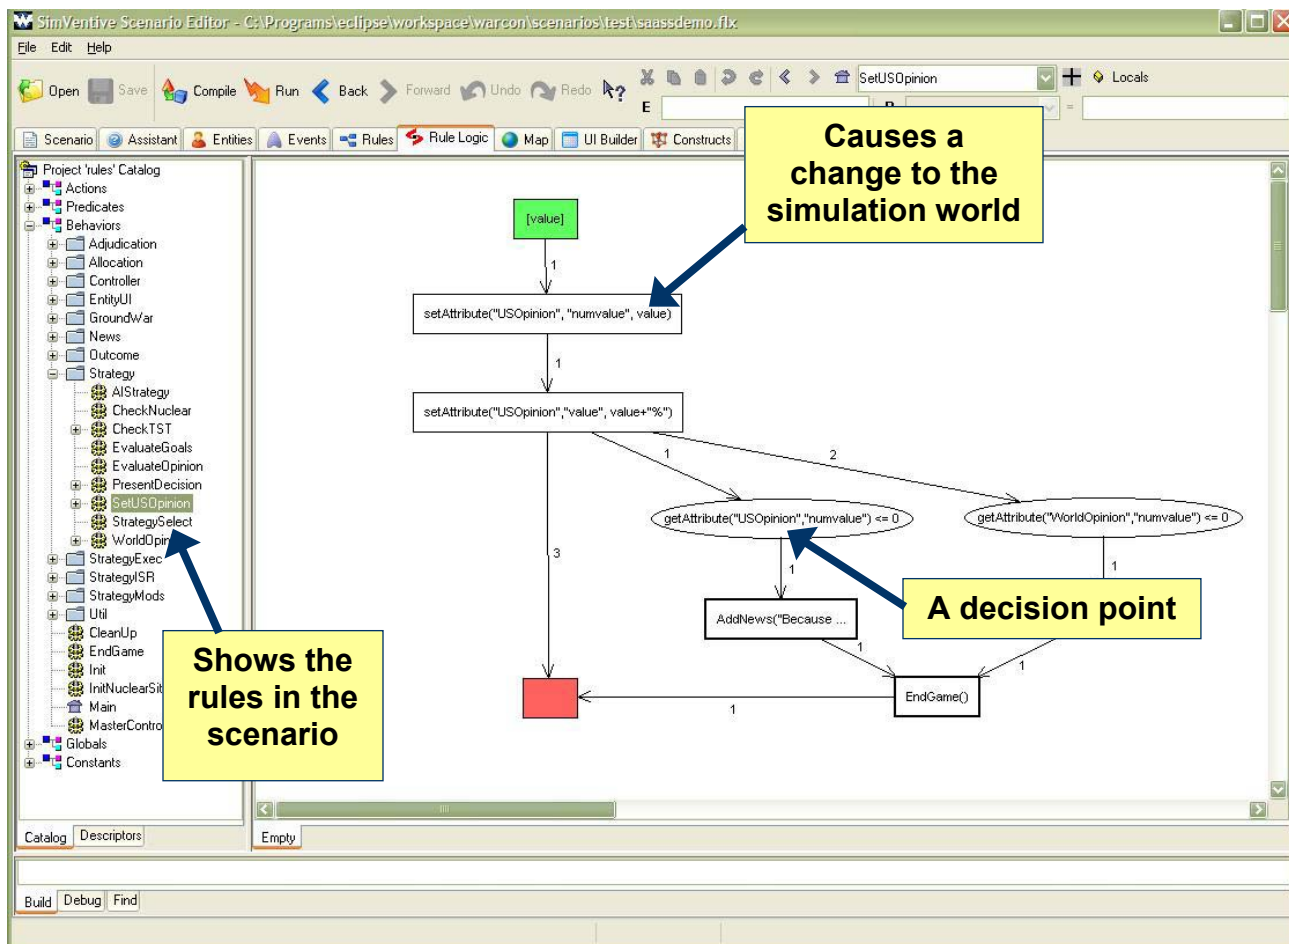 SimVentive Scenario Editor - C:\Programs\eclipse\workspace\warcon\scenarios\test\saassdemo.flx
File Edit Help
Open Save Compile Run Back Forward Undo Redo SetUSOpinion Locals
E =
Scenario Assistant Entities Events Rules Rule Logic Map UI Builder Constructs
Project 'rules' Catalog
Actions
Predicates
Behaviors
Adjudication
Allocation
Controller
EntityUI
GroundWar
News
Outcome
Strategy
AIStrategy
CheckNuclear
CheckTST
EvaluateGoals
EvaluateOpinion
PresentDecision
SetUSOpinion
StrategySelect
WorldOpin
StrategyExec
StrategyISR
StrategyMods
Util
CleanUp
EndGame
Init
InitNuclearSit
Main
MasterContro
Globals
Constants
Catalog Descriptors
Shows the
rules in the
scenario
Causes a
change to the
simulation world
[value]
1
setAttribute("USOpinion", "numvalue", value)
1
setAttribute("USOpinion","value", value+"%")
1
2
3
getAttribute("USOpinion","numvalue") <= 0
getAttribute("WorldOpinion","numvalue") <= 0
1
1
A decision point
AddNews("Because ...
1
1
EndGame()
1
Empty
Build Debug Find